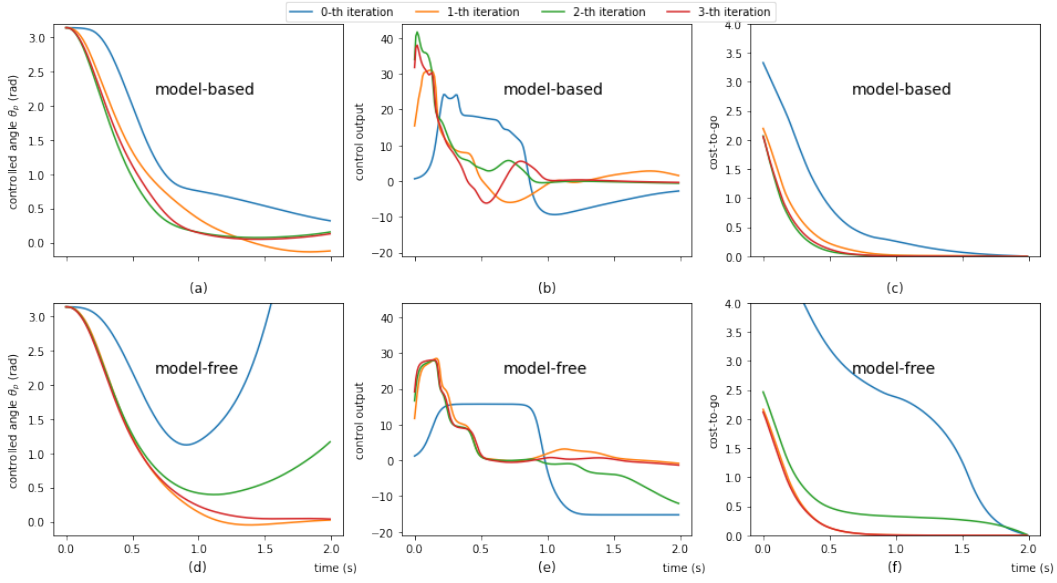 0-th iteration 1-th iteration 2-th iteration 3-th iteration
controlled angle θp (rad)
3.0
2.5
2.0
1.5
1.0
0.5
0.0
model-based
(a)
control output
40
30
20
10
0
−10
−20
model-based
(b)
cost-to-go
4.0
3.5
3.0
2.5
2.0
1.5
1.0
0.5
0.0
model-based
(c)
controlled angle θp (rad)
3.0
2.5
2.0
1.5
1.0
0.5
0.0
model-free
0.0 0.5 1.0 1.5 2.0
(d) time (s)
control output
40
30
20
10
0
−10
−20
model-free
0.0 0.5 1.0 1.5 2.0
(e) time (s)
cost-to-go
4.0
3.5
3.0
2.5
2.0
1.5
1.0
0.5
0.0
model-free
0.0 0.5 1.0 1.5 2.0
(f) time (s)